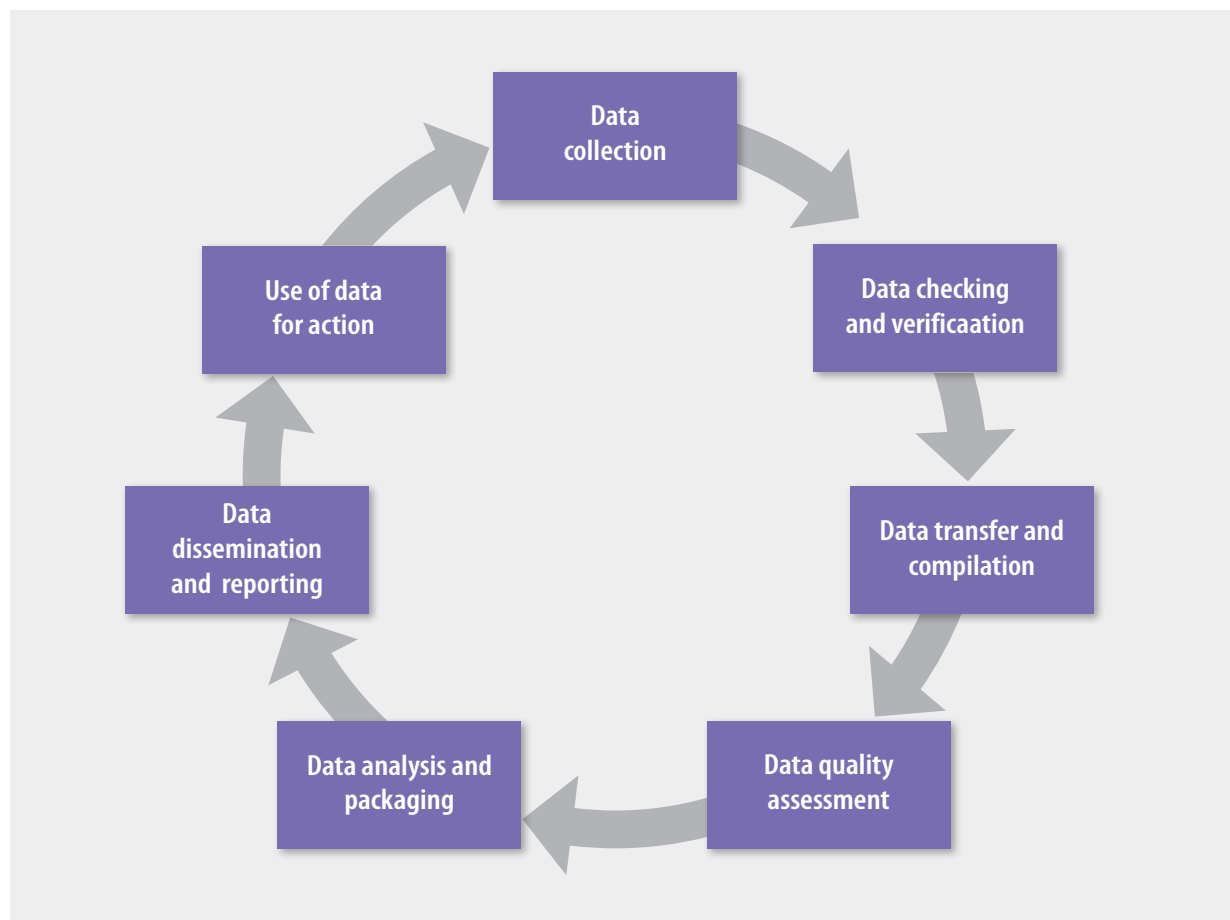 Data
collection
Data checking
and verificaation
Data transfer and
compilation
Data quality
assessment
Data analysis and
packaging
Data
dissemination
and reporting
Use of data
for action